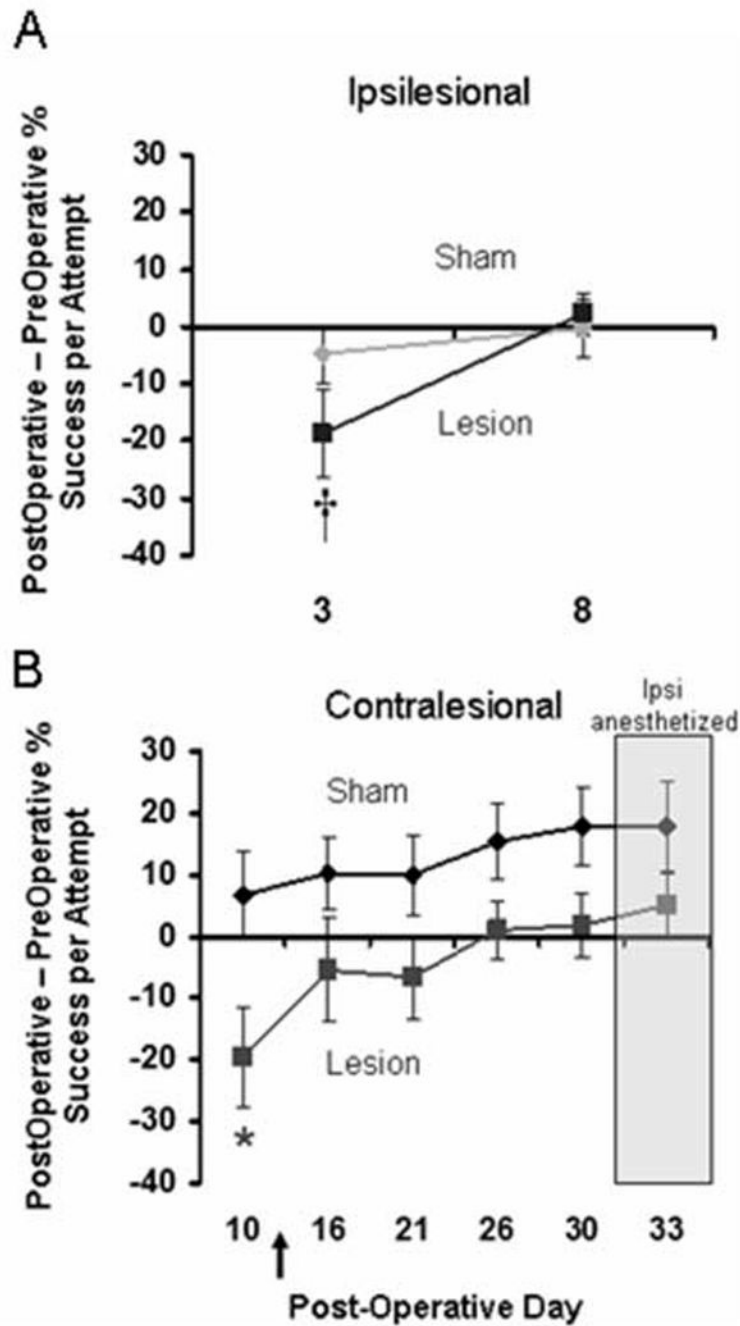 A
Ipsilesional
PostOperative – PreOperative %
Success per Attempt
30
20
10
0
-10
-20
-30
-40
Sham
Lesion
†
3
8
B
Contralesional
Ipsi
anesthetized
PostOperative – PreOperative %
Success per Attempt
30
20
10
0
-10
-20
-30
-40
Sham
Lesion
*
10 16 21 26 30 33
Post-Operative Day